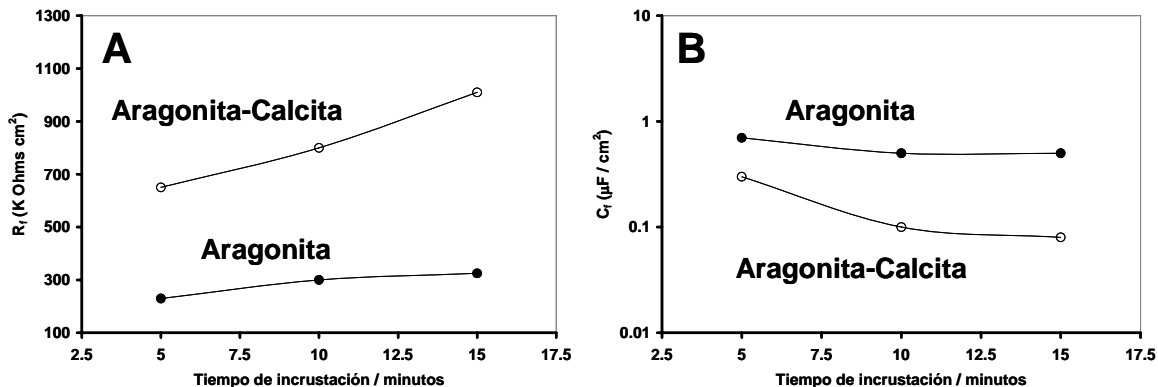 A
1300
1100
900
700
500
300
100
R_f (K Ohms cm²)
Aragonita-Calcita
Aragonita
2.5 5 7.5 10 12.5 15 17.5
Tiempo de incrustación / minutos
B
10
1
0.1
0.01
C_f (µF / cm²)
Aragonita
Aragonita-Calcita
2.5 5 7.5 10 12.5 15 17.5
Tiempo de incrustación / minutos